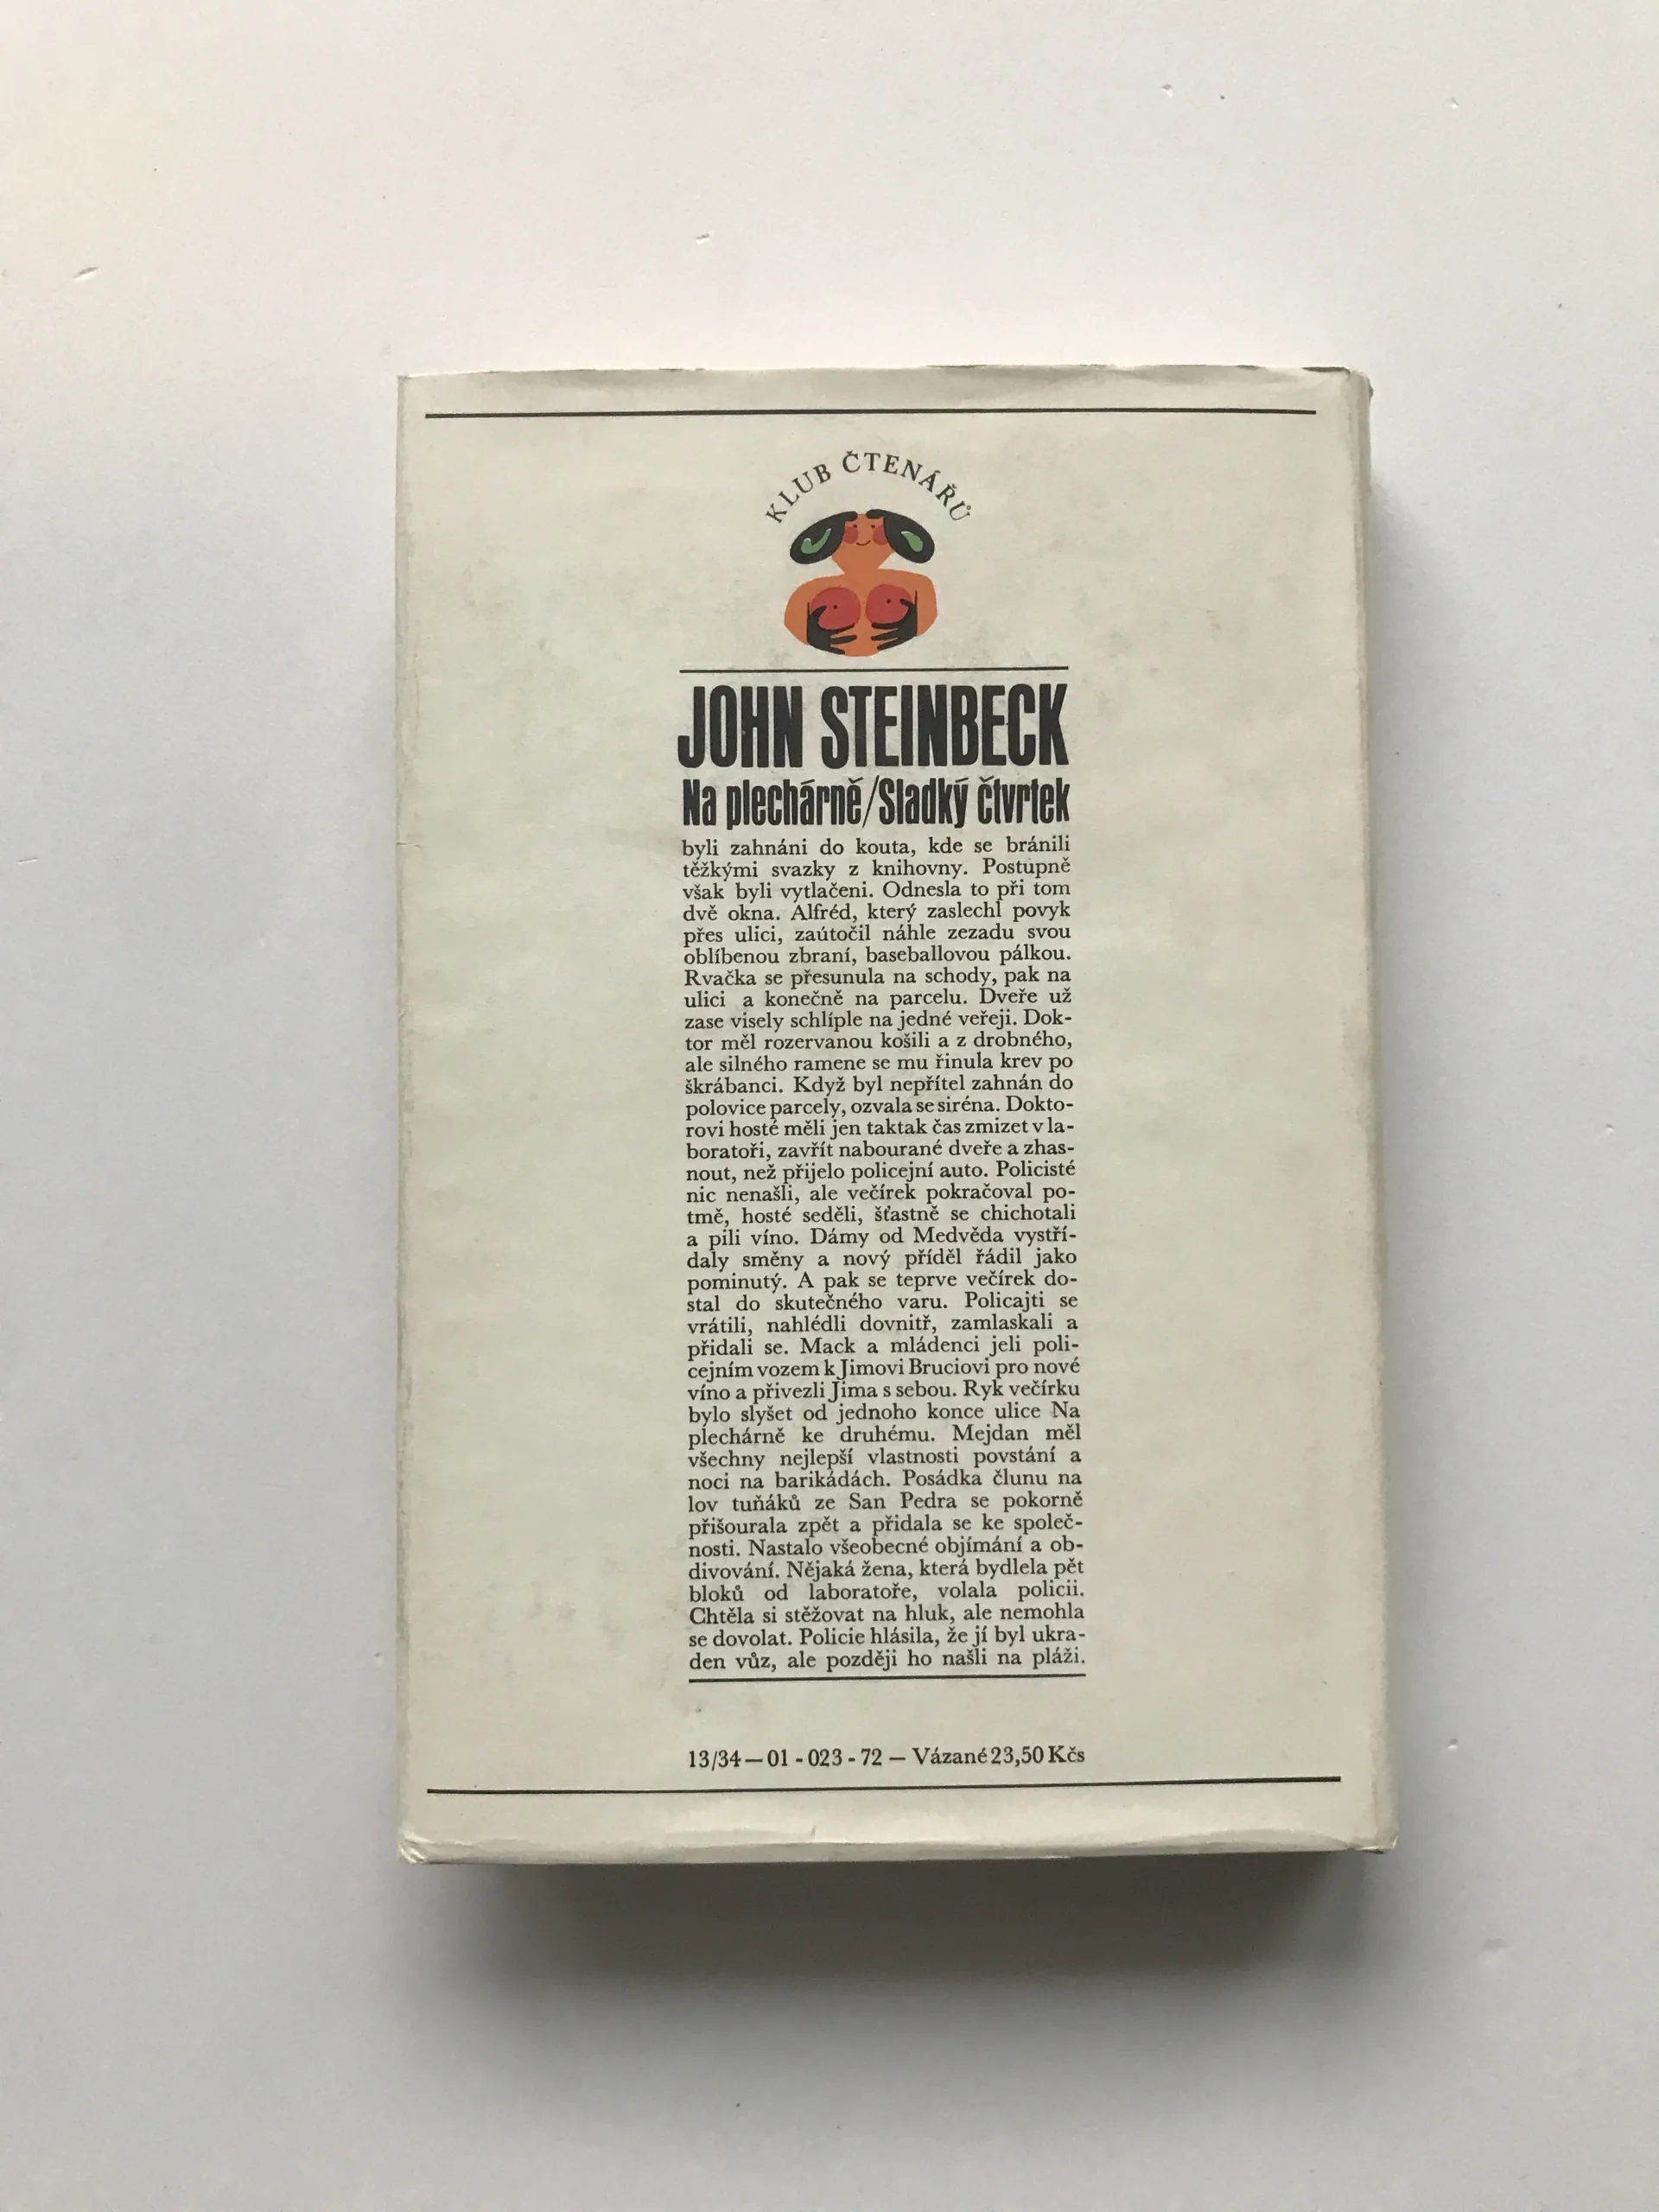 KLUB ČTENÁŘŮ
JOHN STEINBECK
Na plechárně/Sladký čtvrtek
byli zahnáni do kouta, kde se bránili
těžkými svazky z knihovny. Postupně
však byli vytlačeni. Odnesla to při tom
dvě okna. Alfréd, který zaslechl povyk
přes ulici, zaútočil náhle zezadu svou
oblíbenou zbraní, baseballovou pálkou.
Rvačka se přesunula na schody, pak na
ulici a konečně na parcelu. Dveře už
zase visely schlíple na jedné veřeji. Dok-
tor měl rozervanou košili a z drobného,
ale silného ramene se mu řinula krev po
škrábanci. Když byl nepřítel zahnán do
polovice parcely, ozvala se siréna. Dokto-
rovi hosté měli jen taktak čas zmizet v la-
boratoři, zavřít nabourané dveře a zhas-
nout, než přijelo policejní auto. Policisté
nic nenašli, ale večírek pokračoval po-
tmě, hosté seděli, šťastně se chichotali
a pili víno. Dámy od Medvěda vystří-
daly směny a nový příděl řádil jako
pominutý. A pak se teprve večírek do-
stal do skutečného varu. Policajti se
vrátili, nahlédli dovnitř, zamlaskali a
přidali se. Mack a mládenci jeli poli-
cejním vozem k Jimovi Bruciovi pro nové
víno a přivezli Jima s sebou. Ryk večírku
bylo slyšet od jednoho konce ulice Na
plechárně ke druhému. Mejdan měl
všechny nejlepší vlastnosti povstání a
noci na barikádách. Posádka člunu na
lov tuňáků ze San Pedra se pokorně
přišourala zpět a přidala se ke společ-
nosti. Nastalo všeobecné objímání a ob-
divování. Nějaká žena, která bydlela pět
bloků od laboratoře, volala policii.
Chtěla si stěžovat na hluk, ale nemohla
se dovolat. Policie hlásila, že jí byl ukra-
den vůz, ale později ho našli na pláži.
13/34—01-023-72 — Vázané 23,50 Kčs